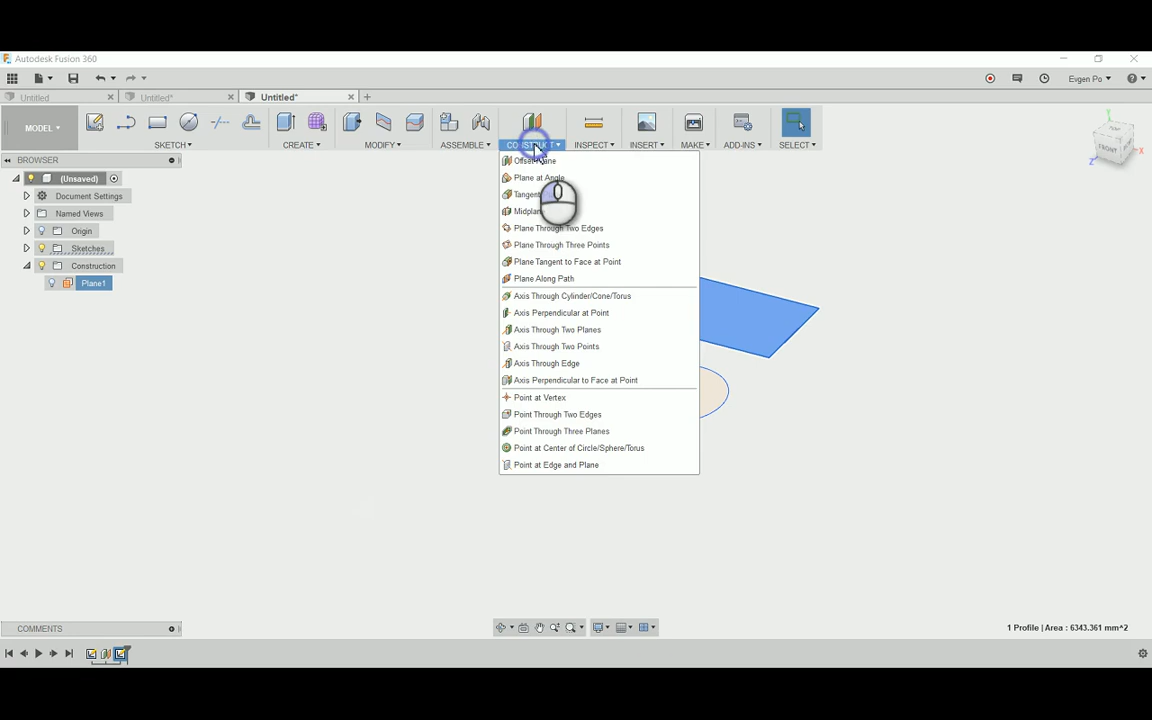 Autodesk Fusion 360
Evgen Po
Untitled
Untitled*
Untitled*
MODEL
SKETCH
CREATE
MODIFY
ASSEMBLE
CONSTRUCT
INSPECT
INSERT
MAKE
ADD-INS
SELECT
FRONT
X
Y
Z
BROWSER
(Unsaved)
Document Settings
Named Views
Origin
Sketches
Construction
Plane1
Offset Plane
Plane at Angle
Plane Through Two Edges
Plane Through Three Points
Plane Tangent to Face at Point
Plane Along Path
Axis Through Cylinder/Cone/Torus
Axis Perpendicular at Point
Axis Through Two Planes
Axis Through Two Points
Axis Through Edge
Axis Perpendicular to Face at Point
Point at Vertex
Point Through Two Edges
Point Through Three Planes
Point at Center of Circle/Sphere/Torus
Point at Edge and Plane
COMMENTS
1 Profile | Area : 6343.361 mm^2